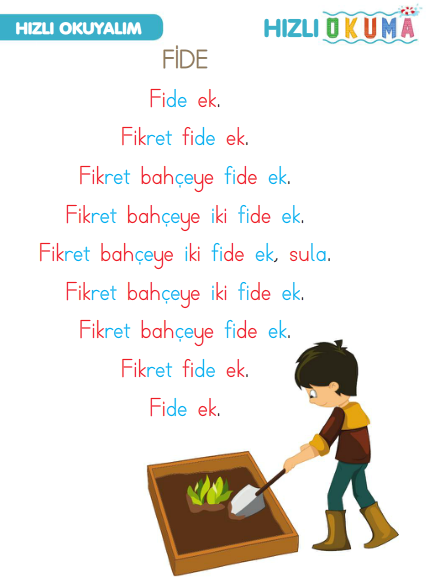 HIZLI OKUYALIM
HIZLI OKUMA
FİDE
Fide ek.
Fikret fide ek.
Fikret bahçeye fide ek.
Fikret bahçeye iki fide ek.
Fikret bahçeye iki fide ek, sula.
Fikret bahçeye iki fide ek.
Fikret bahçeye fide ek.
Fikret fide ek.
Fide ek.